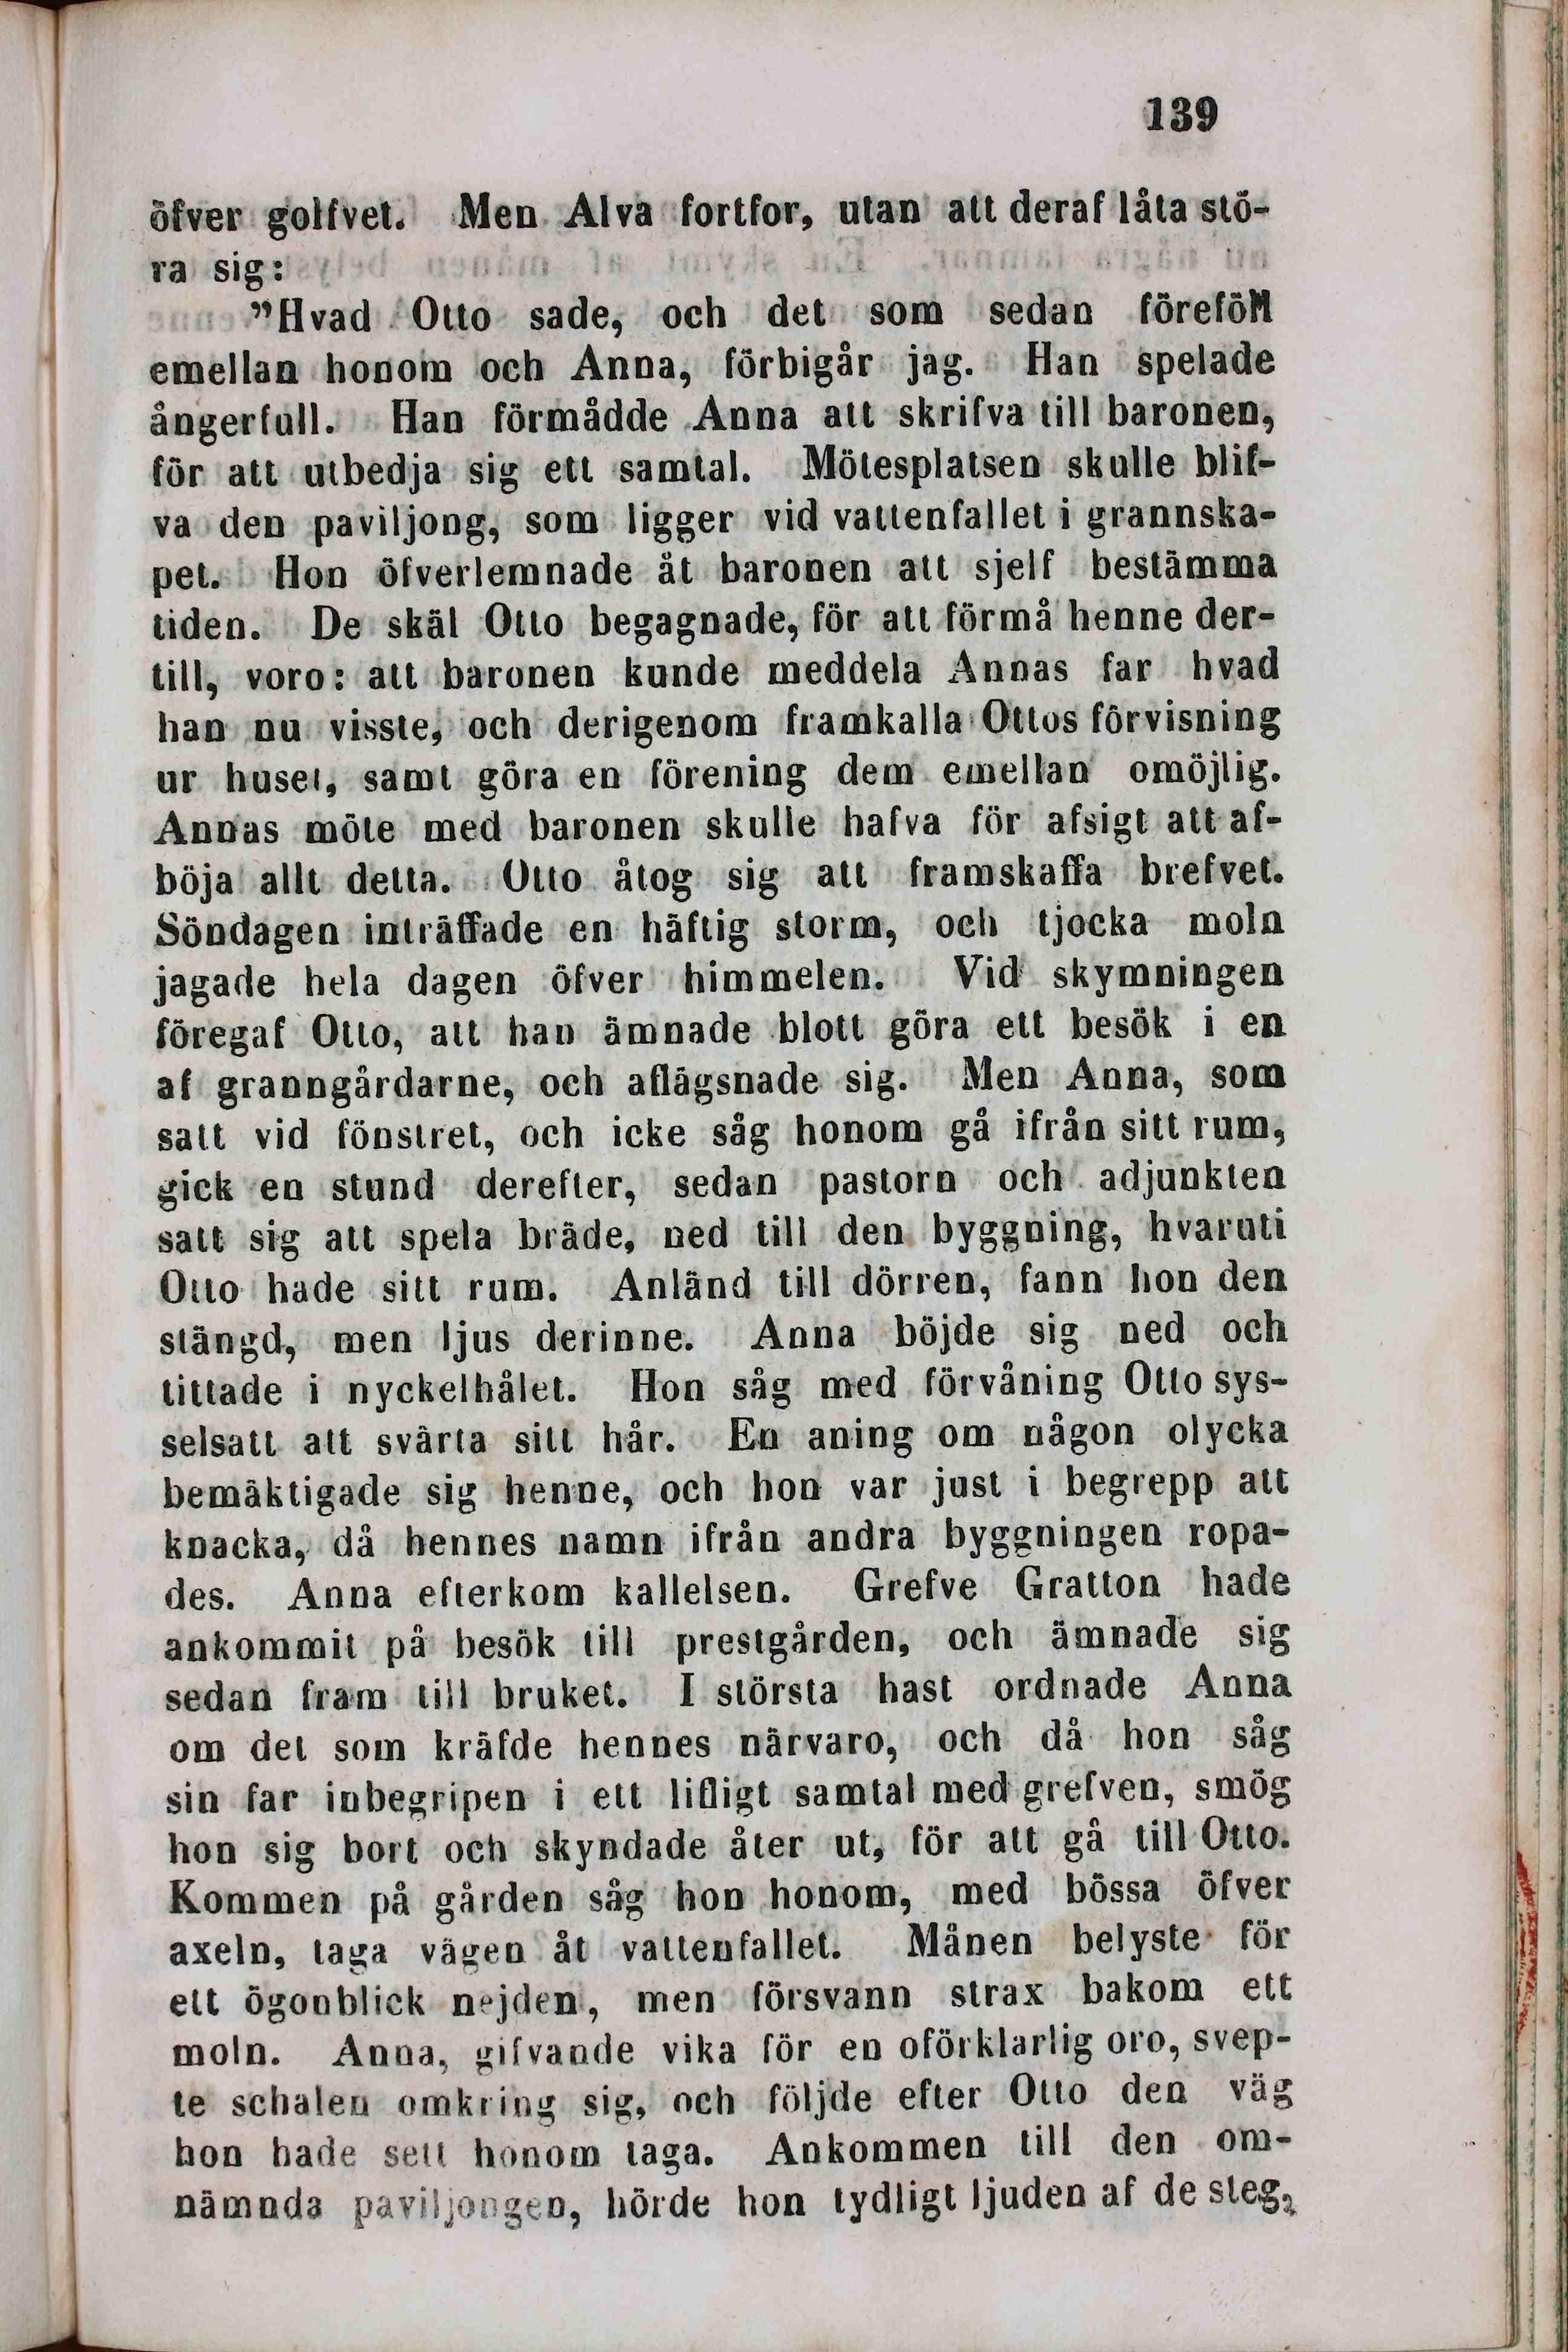 139
öfver golfvet. Men Alva fortfor, utan att deraf låta stö-
ra sig:
”Hvad Otto sade, och det som sedan föreföll
emellan honom och Anna, förbigår jag. Han spelade
ångerfull. Han förmådde Anna att skrifva till baronen,
för att utbedja sig ett samtal. Mötesplatsen skulle blif-
va den paviljong, som ligger vid vattenfallet i grannska-
pet. Hon öfverlemnade åt baronen att sjelf bestämma
tiden. De skäl Otto begagnade, för att förmå henne der-
till, voro: att baronen kunde meddela Annas far hvad
han nu visste, och derigenom framkalla Ottos förvisning
ur huset, samt göra en förening dem emellan omöjlig.
Annas möte med baronen skulle hafva för afsigt att af-
böja allt detta. Otto åtog sig att framskaffa brefvet.
Söndagen inträffade en häftig storm, och tjocka moln
jagade hela dagen öfver himmelen. Vid skymningen
föregaf Otto, att han ämnade blott göra ett besök i en
af granngårdarne, och aflägsnade sig. Men Anna, som
satt vid fönstret, och icke såg honom gå ifrån sitt rum,
gick en stund derefter, sedan pastorn och adjunkten
satt sig att spela bräde, ned till den byggning, hvaruti
Otto hade sitt rum. Anländ till dörren, fann hon den
stängd, men ljus derinne. Anna böjde sig ned och
tittade i nyckelhålet. Hon såg med förvåning Otto sys-
selsatt att svärta sitt hår. En aning om någon olycka
bemäktigade sig henne, och hon var just i begrepp att
knacka, då hennes namn ifrån andra byggningen ropa-
des. Anna efterkom kallelsen. Grefve Gratton hade
ankommit på besök till prestgården, och ämnade sig
sedan fram till bruket. I största hast ordnade Anna
om det som kräfde hennes närvaro, och då hon såg
sin far inbegripen i ett lifligt samtal med grefven, smög
hon sig bort och skyndade åter ut, för att gå till Otto.
Kommen på gården såg hon honom, med bössa öfver
axeln, taga vägen åt vattenfallet. Månen belyste för
ett ögonblick nejden, men försvann strax bakom ett
moln. Anna, gifvande vika för en oförklarlig oro, svep-
te schalen omkring sig, och följde efter Otto den väg
hon hade sett honom taga. Ankommen till den om-
nämnda paviljongen, hörde hon tydligt ljuden af de steg,